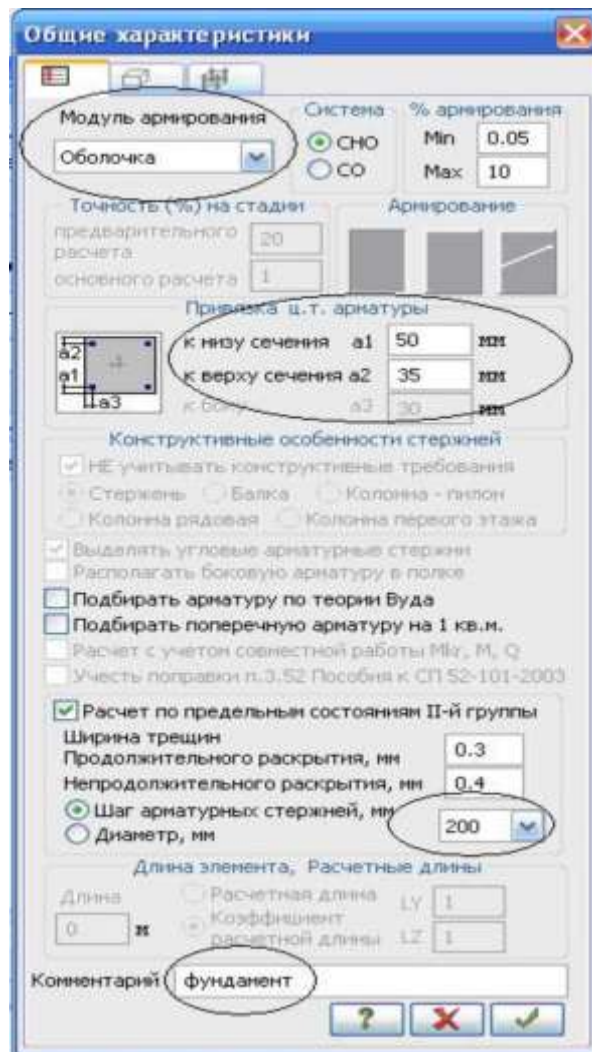 Общие характеристики
Модуль армирования
Оболочка
Система
СНО
СО
% армирования
Min 0.05
Max 10
Точность (%) на стадии
предварительного расчета 20
основного расчета 1
Армирование
Привязка ц.т. арматуры
a2
a1
a3
к низу сечения a1 50 мм
к верху сечения a2 35 мм
к боку a3 30 мм
Конструктивные особенности стержней
НЕ учитывать конструктивные требования
Стержень Балка Колонна - пилон
Колонна рядовая Колонна первого этажа
Выделять угловые арматурные стержни
Располагать боковую арматуру в полке
Подбирать арматуру по теории Вуда
Подбирать поперечную арматуру на 1 кв.м.
Расчет с учетом совместной работы Mkr, M, Q
Учесть поправки п.3.52 Пособия к СП 52-101-2003
Расчет по предельным состояниям II-й группы
Ширина трещин
Продолжительного раскрытия, мм 0.3
Непродолжительного раскрытия, мм 0.4
Шаг арматурных стержней, мм
Диаметр, мм
200
Длина элемента, Расчетные длины
Длина
0 м
Расчетная длина
Коэффициент расчетной длины
LY 1
LZ 1
Комментарий фундамент
?